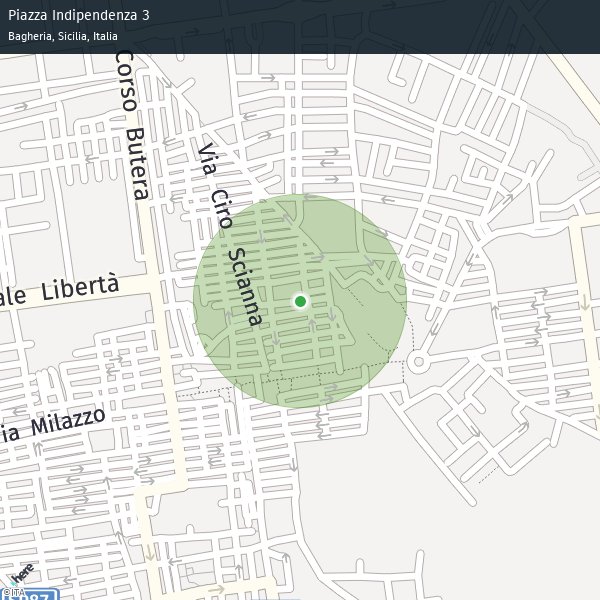 Piazza Indipendenza 3
Bagheria, Sicilia, Italia
Corso Butera
Via Ciro Scianna
ale Libertà
ia Milazzo
here
©ITA